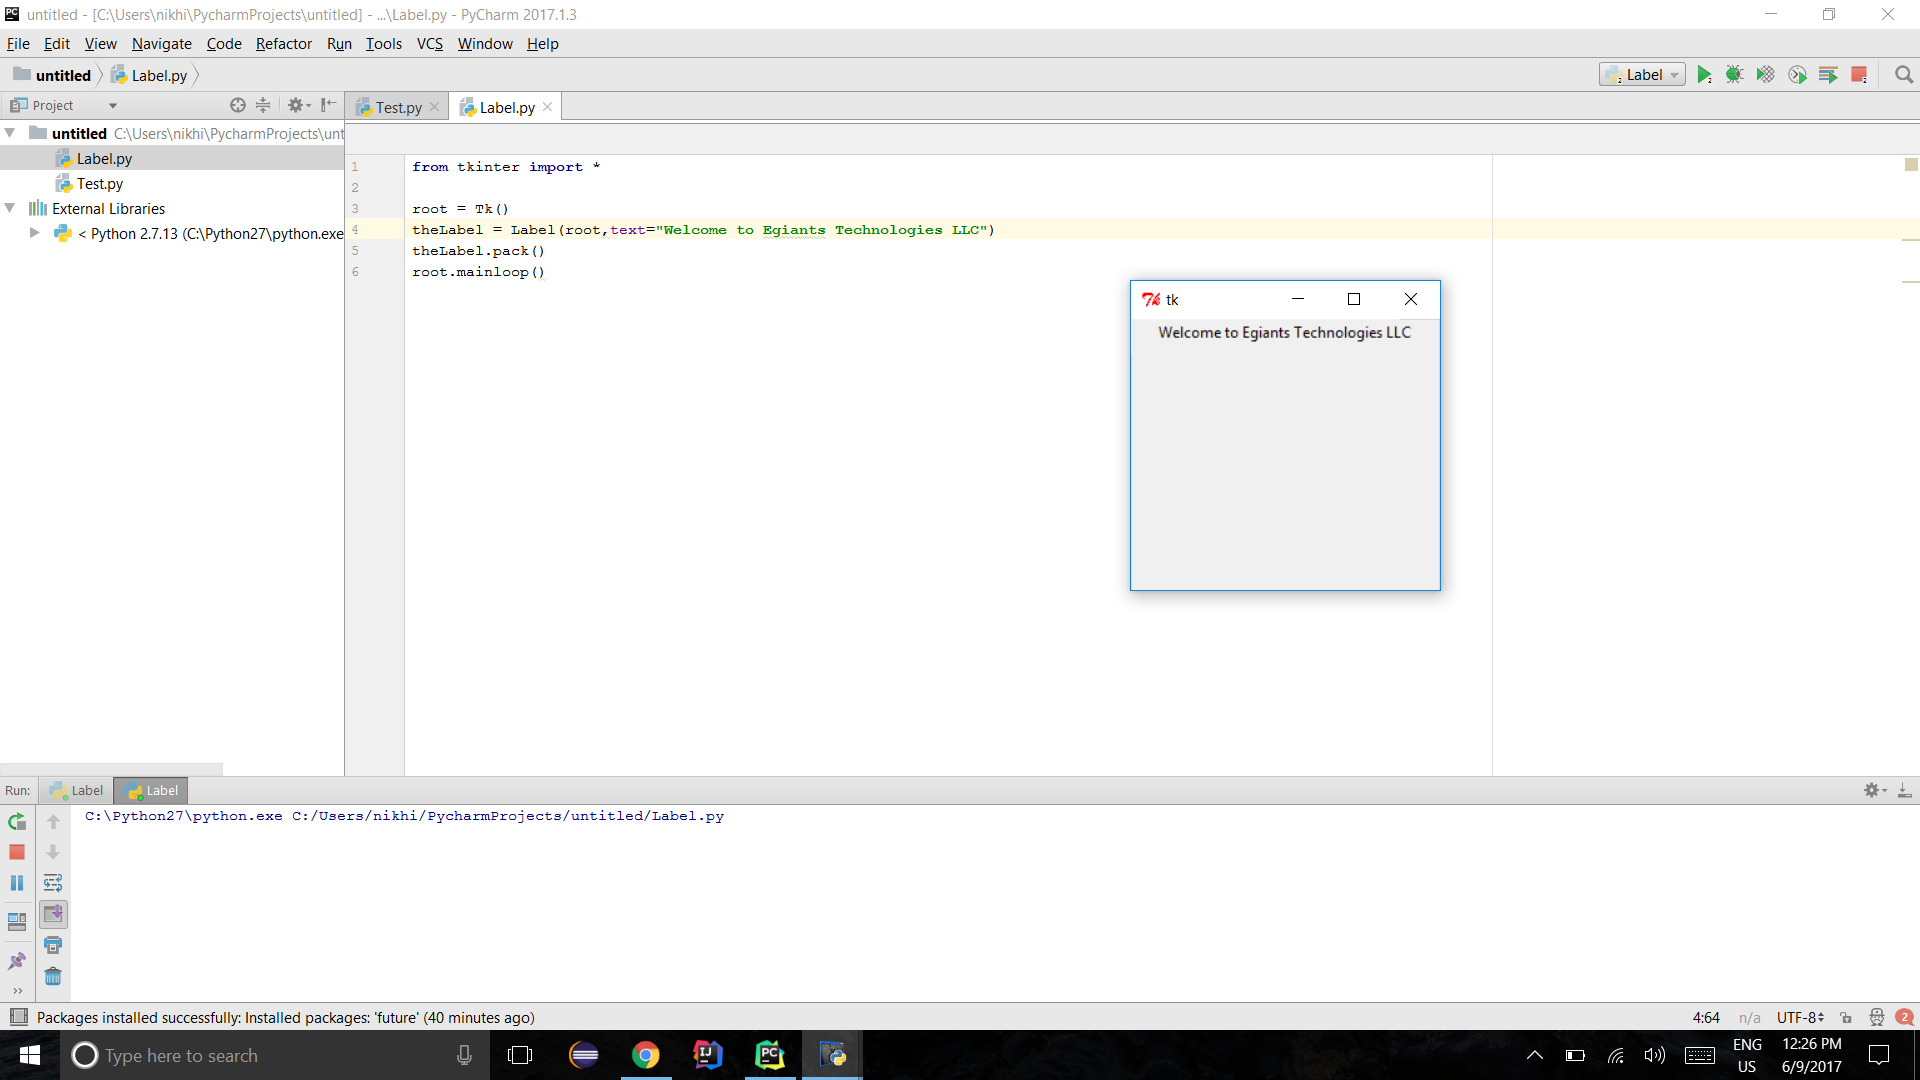 PC untitled - [C:\Users\nikhi\PycharmProjects\untitled] - ...\Label.py - PyCharm 2017.1.3
File Edit View Navigate Code Refactor Run Tools VCS Window Help
untitled Label.py Label
Project Test.py Label.py
untitled C:\Users\nikhi\PycharmProjects\unt
Label.py
Test.py
External Libraries
< Python 2.7.13 (C:\Python27\python.exe
1 from tkinter import *
2
3 root = Tk()
4 theLabel = Label(root,text="Welcome to Egiants Technologies LLC")
5 theLabel.pack()
6 root.mainloop()
Tk tk
Welcome to Egiants Technologies LLC
Run: Label Label
C:\Python27\python.exe C:/Users/nikhi/PycharmProjects/untitled/Label.py
Packages installed successfully: Installed packages: 'future' (40 minutes ago) 4:64 n/a UTF-8 2
Type here to search
IJ
PC
ENG
US
12:26 PM
6/9/2017